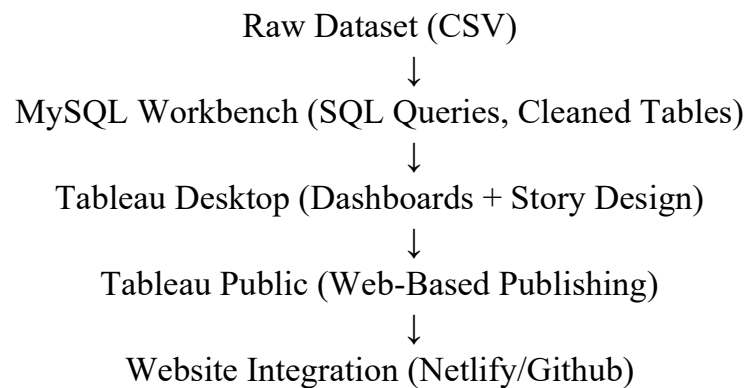 Raw Dataset (CSV)
↓
MySQL Workbench (SQL Queries, Cleaned Tables)
↓
Tableau Desktop (Dashboards + Story Design)
↓
Tableau Public (Web-Based Publishing)
↓
Website Integration (Netlify/Github)